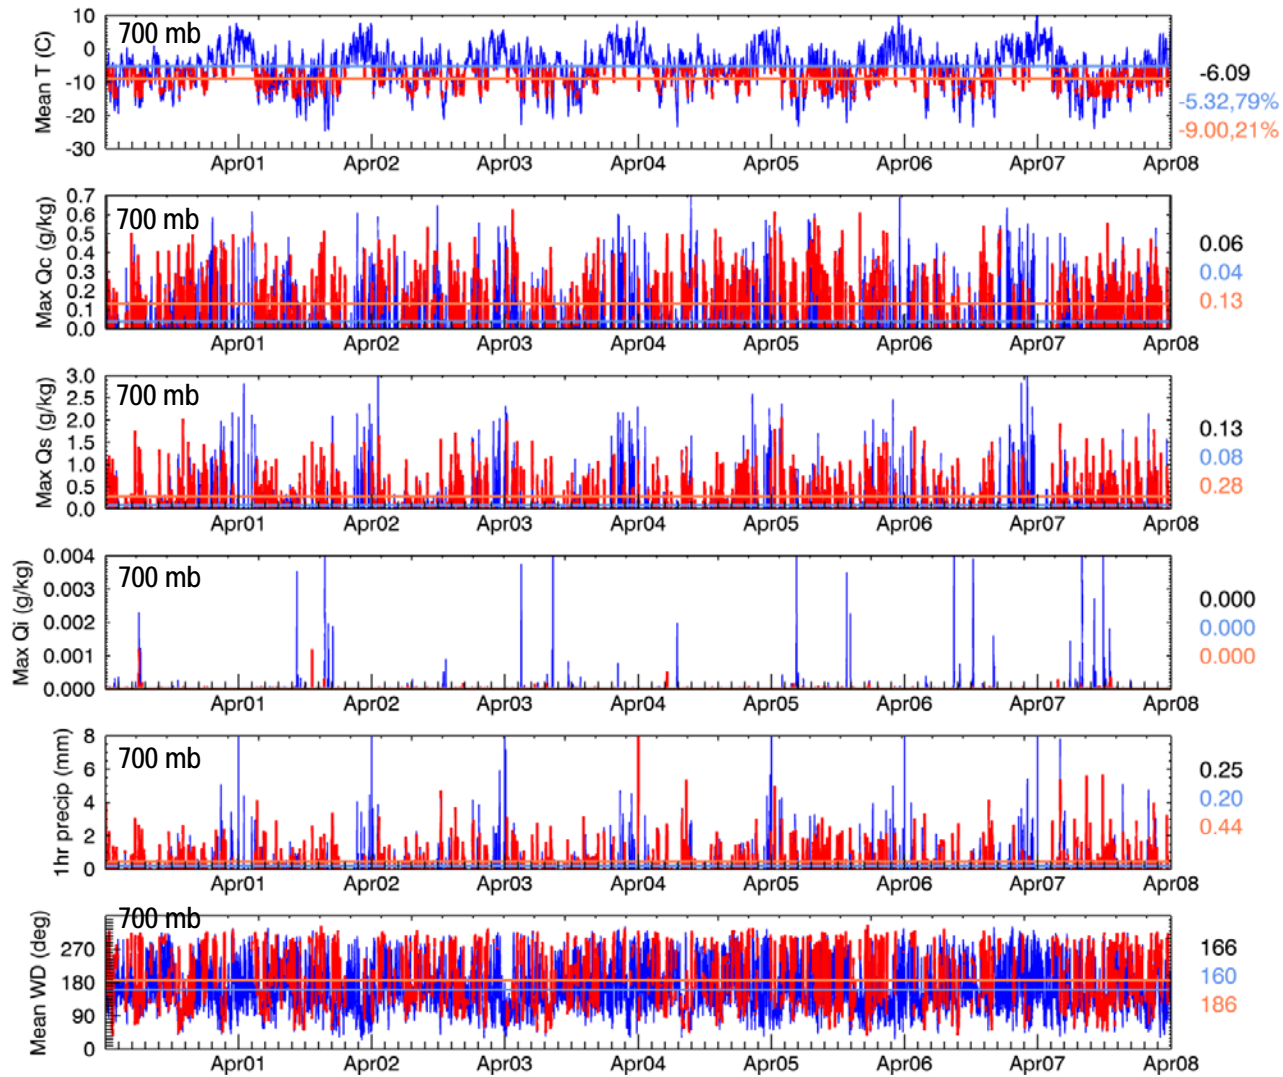 700 mb
Mean T (C)
10
0
-10
-20
-30
-6.09
-5.32,79%
-9.00,21%
Apr01 Apr02 Apr03 Apr04 Apr05 Apr06 Apr07 Apr08
700 mb
Max Qc (g/kg)
0.7
0.6
0.5
0.4
0.3
0.2
0.1
0.0
0.06
0.04
0.13
Apr01 Apr02 Apr03 Apr04 Apr05 Apr06 Apr07 Apr08
700 mb
Max Qs (g/kg)
3.0
2.5
2.0
1.5
1.0
0.5
0.0
0.13
0.08
0.28
Apr01 Apr02 Apr03 Apr04 Apr05 Apr06 Apr07 Apr08
700 mb
Max Qi (g/kg)
0.004
0.003
0.002
0.001
0.000
0.000
0.000
0.000
Apr01 Apr02 Apr03 Apr04 Apr05 Apr06 Apr07 Apr08
700 mb
1hr precip (mm)
8
6
4
2
0
0.25
0.20
0.44
Apr01 Apr02 Apr03 Apr04 Apr05 Apr06 Apr07 Apr08
700 mb
Mean WD (deg)
270
180
90
0
166
160
186
Apr01 Apr02 Apr03 Apr04 Apr05 Apr06 Apr07 Apr08